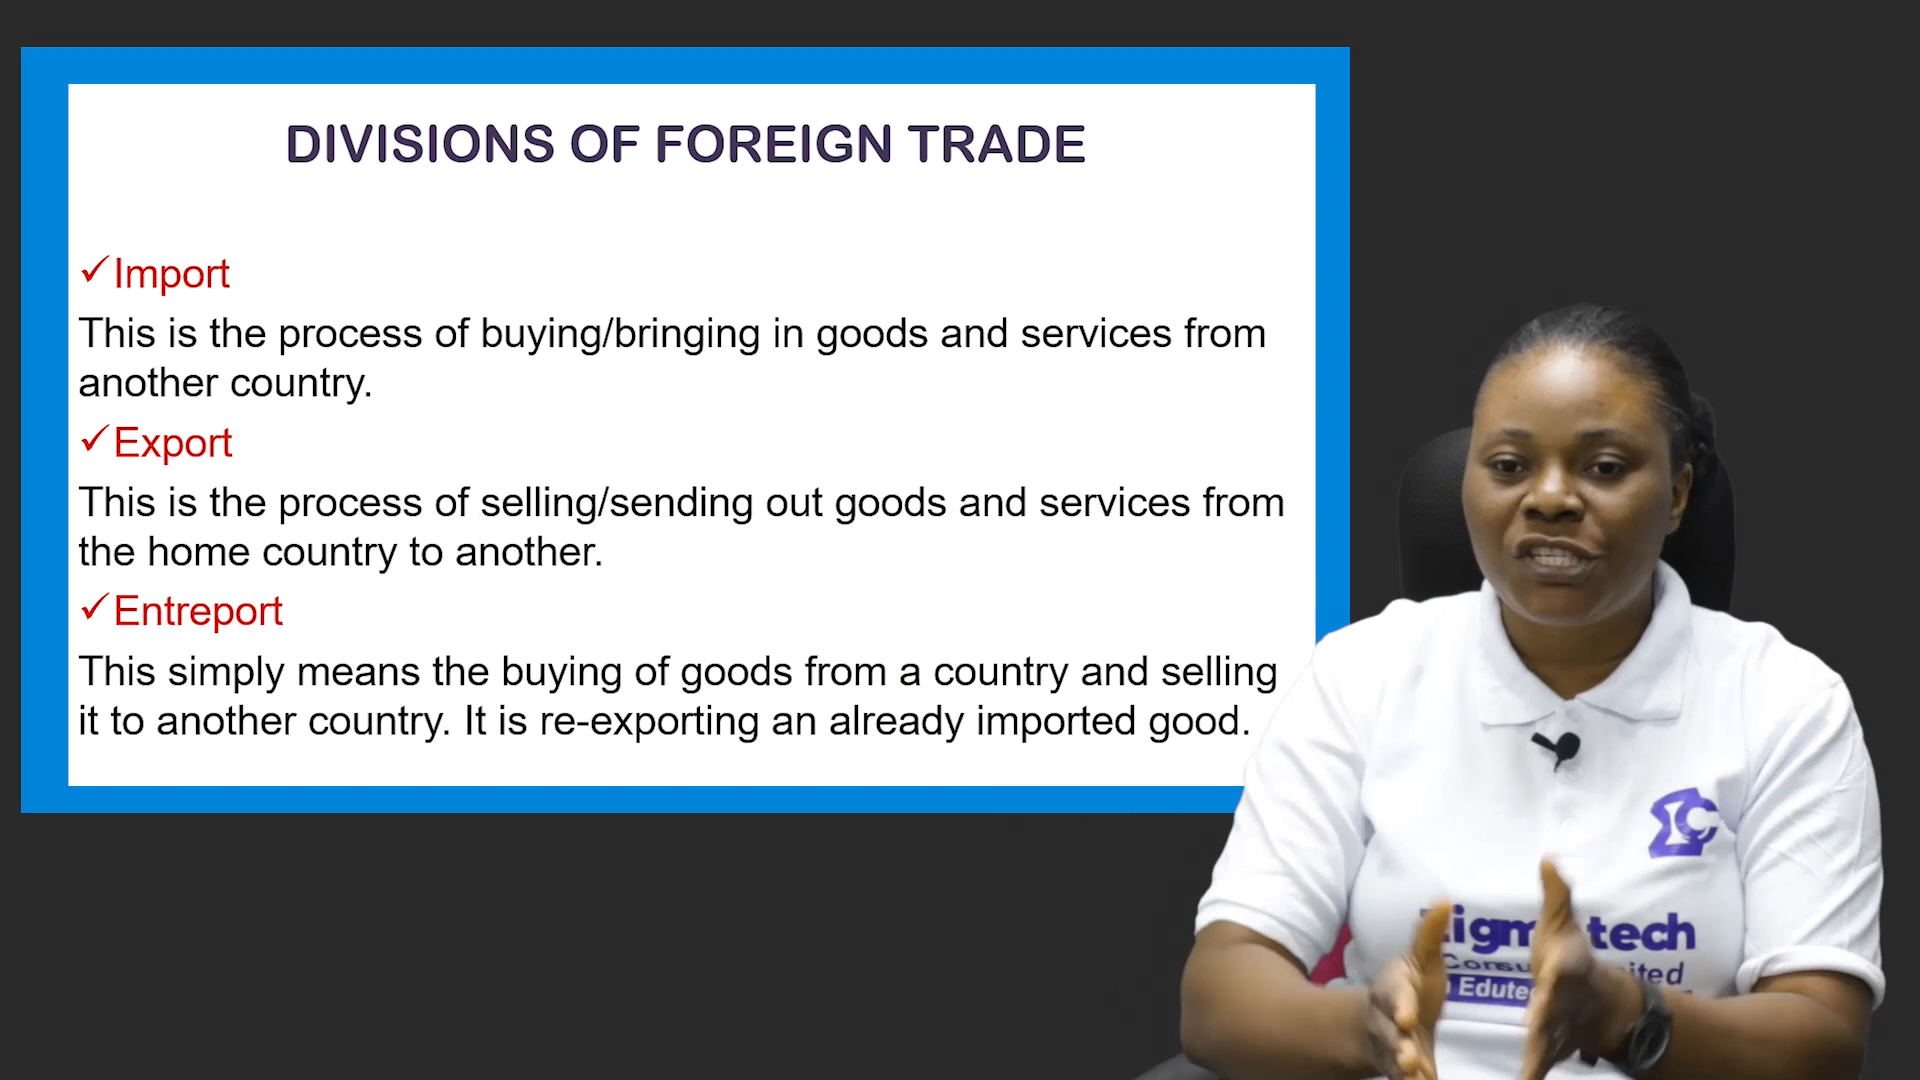 DIVISIONS OF FOREIGN TRADE
✓Import
This is the process of buying/bringing in goods and services from
another country.
✓Export
This is the process of selling/sending out goods and services from
the home country to another.
✓Entreport
This simply means the buying of goods from a country and selling
it to another country. It is re-exporting an already imported good.
tech